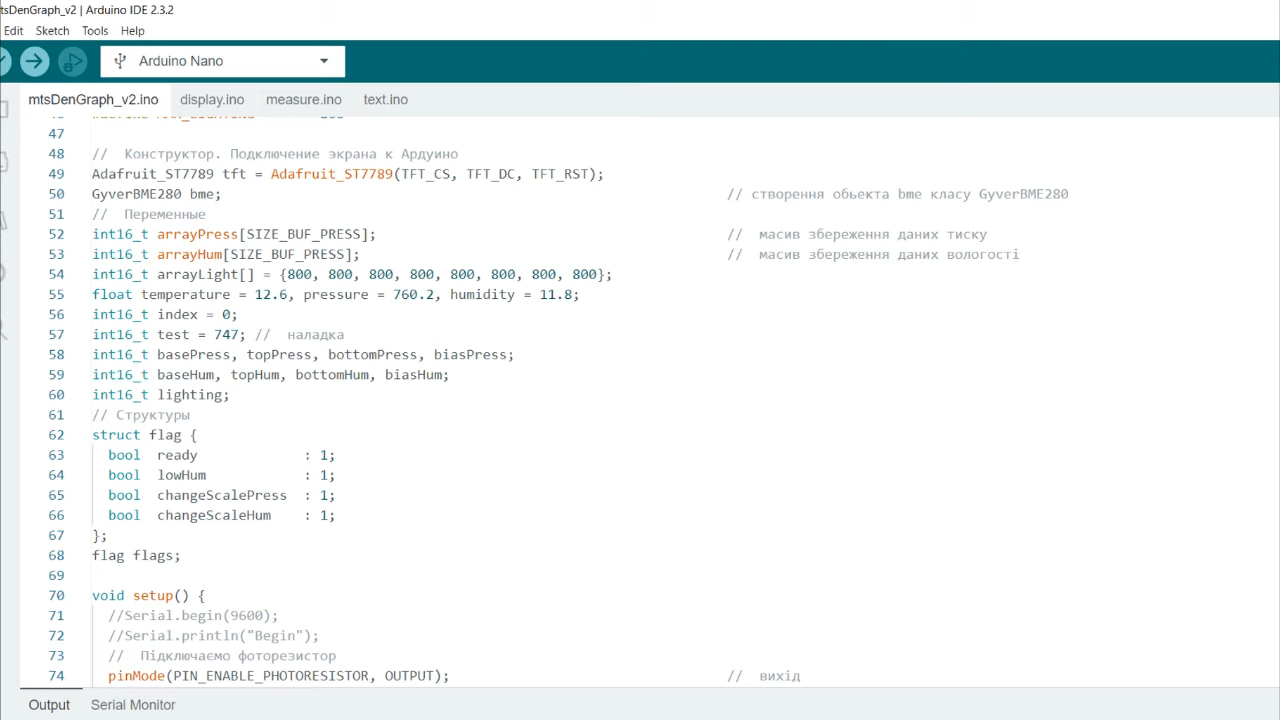 tsDenGraph_v2 | Arduino IDE 2.3.2
Edit Sketch Tools Help
Arduino Nano
mtsDenGraph_v2.ino display.ino measure.ino text.ino
47
48 // Конструктор. Подключение экрана к Ардуино
49 Adafruit_ST7789 tft = Adafruit_ST7789(TFT_CS, TFT_DC, TFT_RST);
50 GyverBME280 bme; // створення обьекта bme класу GyverBME280
51 // Переменные
52 int16_t arrayPress[SIZE_BUF_PRESS]; // масив збереження даних тиску
53 int16_t arrayHum[SIZE_BUF_PRESS]; // масив збереження даних вологості
54 int16_t arrayLight[] = {800, 800, 800, 800, 800, 800, 800, 800};
55 float temperature = 12.6, pressure = 760.2, humidity = 11.8;
56 int16_t index = 0;
57 int16_t test = 747; // наладка
58 int16_t basePress, topPress, bottomPress, biasPress;
59 int16_t baseHum, topHum, bottomHum, biasHum;
60 int16_t lighting;
61 // Структуры
62 struct flag {
63 bool ready : 1;
64 bool lowHum : 1;
65 bool changeScalePress : 1;
66 bool changeScaleHum : 1;
67 };
68 flag flags;
69
70 void setup() {
71 //Serial.begin(9600);
72 //Serial.println("Begin");
73 // Підключаємо фоторезистор
74 pinMode(PIN_ENABLE_PHOTORESISTOR, OUTPUT); // вихід
Output Serial Monitor